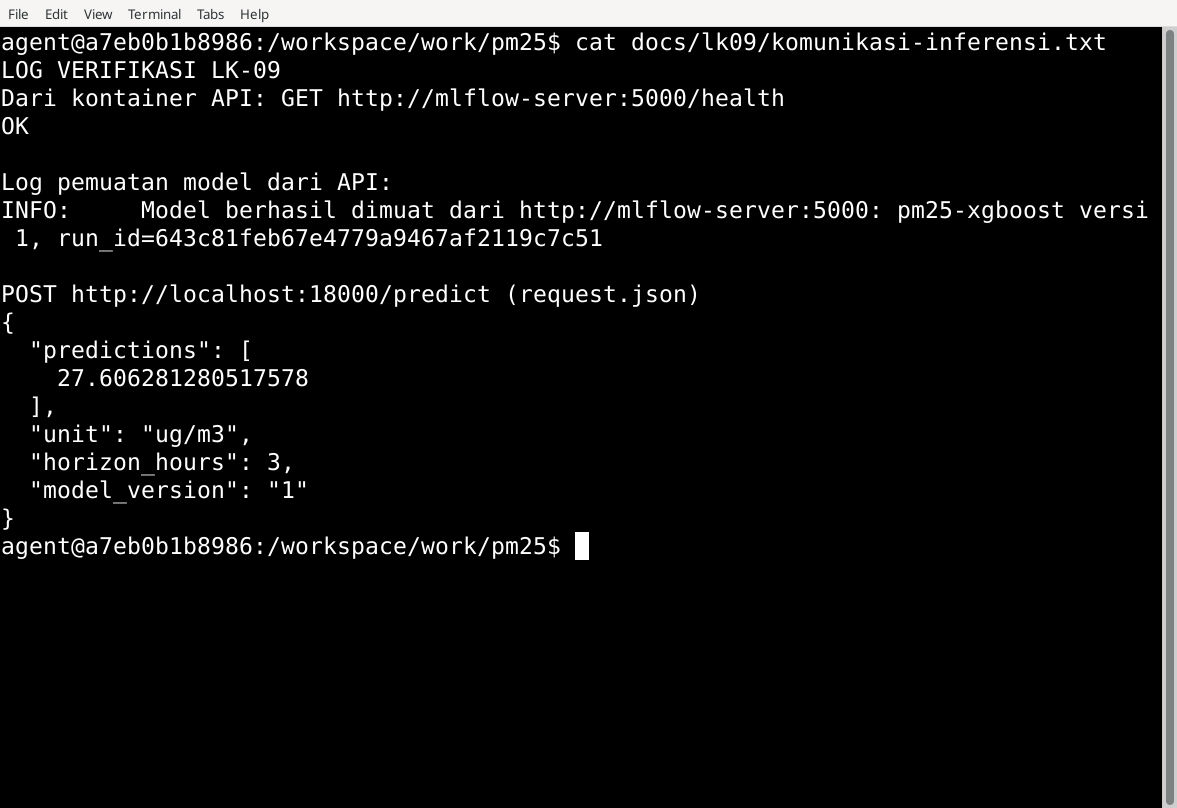 File Edit View Terminal Tabs Help
agent@a7eb0b1b8986:/workspace/work/pm25$ cat docs/lk09/komunikasi-inferensi.txt
LOG VERIFIKASI LK-09
Dari kontainer API: GET http://mlflow-server:5000/health
OK
Log pemuatan model dari API:
INFO:     Model berhasil dimuat dari http://mlflow-server:5000: pm25-xgboost versi
 1, run_id=643c81feb67e4779a9467af2119c7c51
POST http://localhost:18000/predict (request.json)
{
  "predictions": [
    27.606281280517578
  ],
  "unit": "ug/m3",
  "horizon_hours": 3,
  "model_version": "1"
}
agent@a7eb0b1b8986:/workspace/work/pm25$